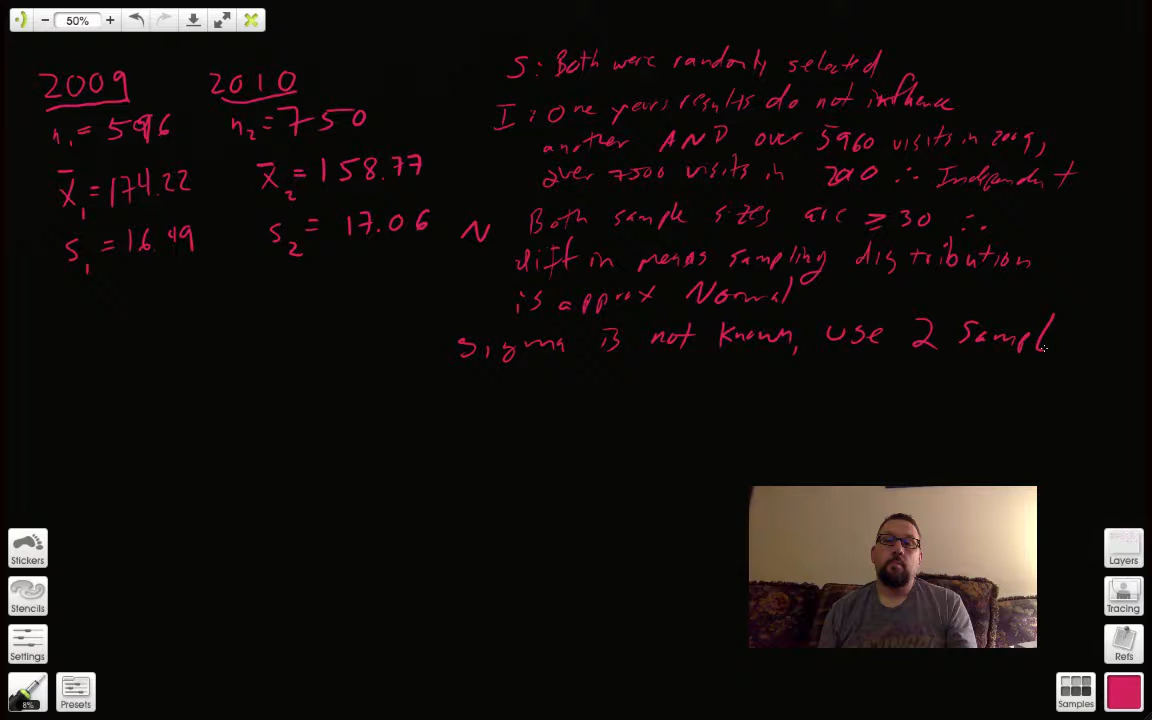 50%
2009 2010
n1 = 596 n2 = 750
x̄1 = 174.22 x̄2 = 158.77
s1 = 16.49 s2 = 17.06
S: Both were randomly selected
I: One years results do not influence
another AND over 5960 visits in 2009,
over 7500 visits in 2010 ∴ Independent
N Both sample sizes are ≥ 30 ∴
diff in means sampling distribution
is approx Normal
sigma is not known, use 2 Sampl
Stickers
Stencils
Settings
8%
Presets
Layers
Tracing
Refs
Samples